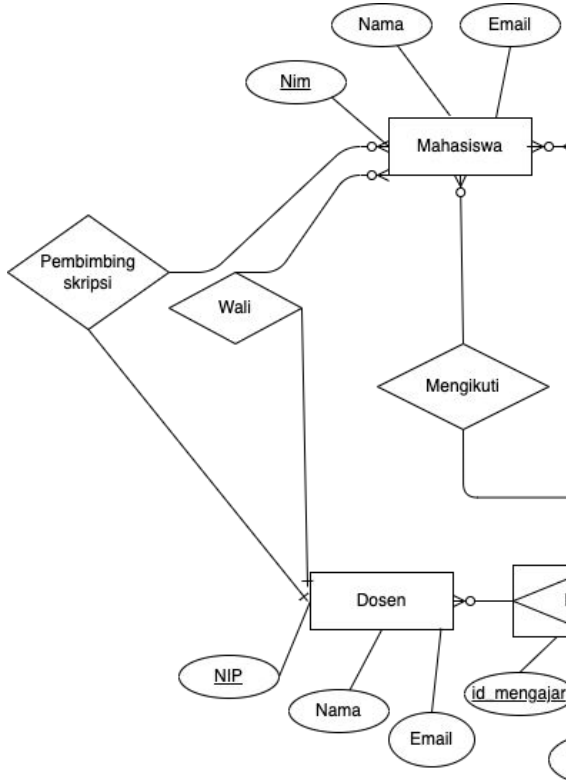 Nama
Email
Nim
Mahasiswa
Pembimbing
skripsi
Wali
Mengikuti
Dosen
NIP
id_mengajar
Nama
Email